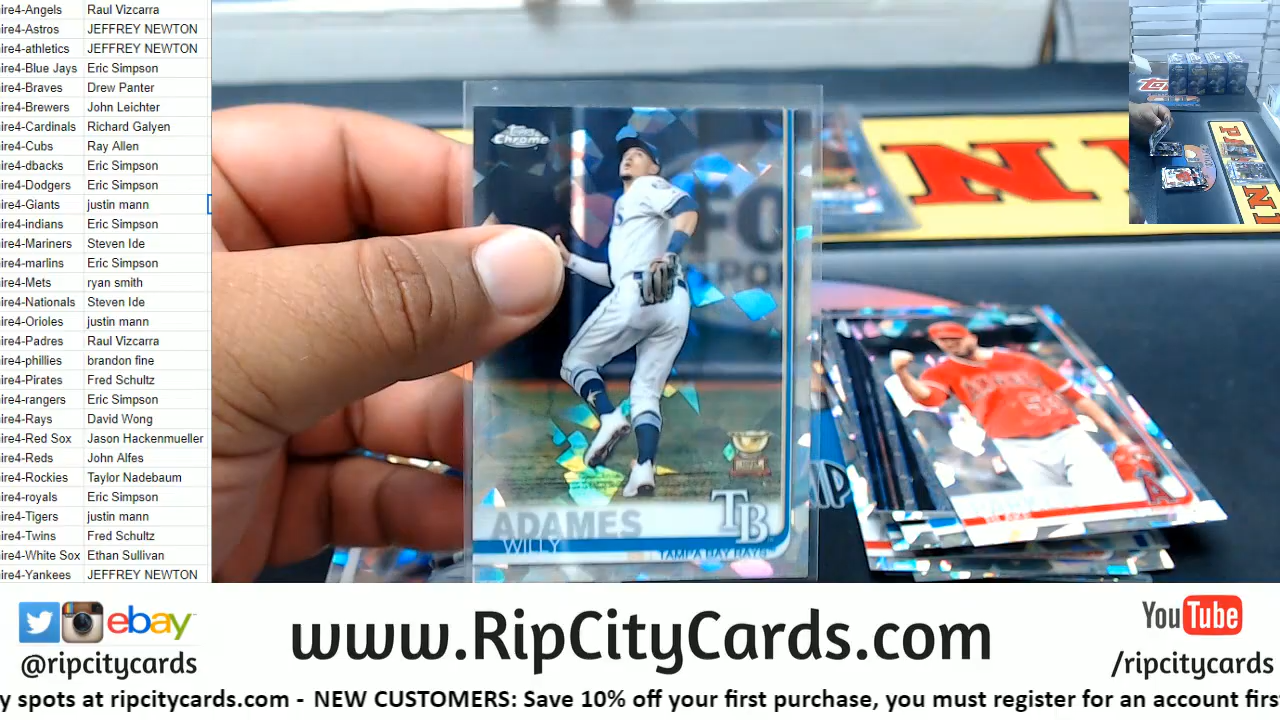 ire4-Angels Raul Vizcarra
ire4-Astros JEFFREY NEWTON
ire4-athletics JEFFREY NEWTON
ire4-Blue Jays Eric Simpson
ire4-Braves Drew Panter
ire4-Brewers John Leichter
ire4-Cardinals Richard Galyen
ire4-Cubs Ray Allen
ire4-dbacks Eric Simpson
ire4-Dodgers Eric Simpson
ire4-Giants justin mann
ire4-indians Eric Simpson
ire4-Mariners Steven Ide
ire4-marlins Eric Simpson
ire4-Mets ryan smith
ire4-Nationals Steven Ide
ire4-Orioles justin mann
ire4-Padres Raul Vizcarra
ire4-phillies brandon fine
ire4-Pirates Fred Schultz
ire4-rangers Eric Simpson
ire4-Rays David Wong
ire4-Red Sox Jason Hackenmueller
ire4-Reds John Alfes
ire4-Rockies Taylor Nadebaum
ire4-royals Eric Simpson
ire4-Tigers justin mann
ire4-Twins Fred Schultz
ire4-White Sox Ethan Sullivan
ire4-Yankees JEFFREY NEWTON
Topps
Chrome
FO
SPO
TB
ADAMES
WILLY
TAMPA BAY RAYS
NI
A
ebay
@ripcitycards
www.RipCityCards.com
YouTube
/ripcitycards
y spots at ripcitycards.com - NEW CUSTOMERS: Save 10% off your first purchase, you must register for an account firs